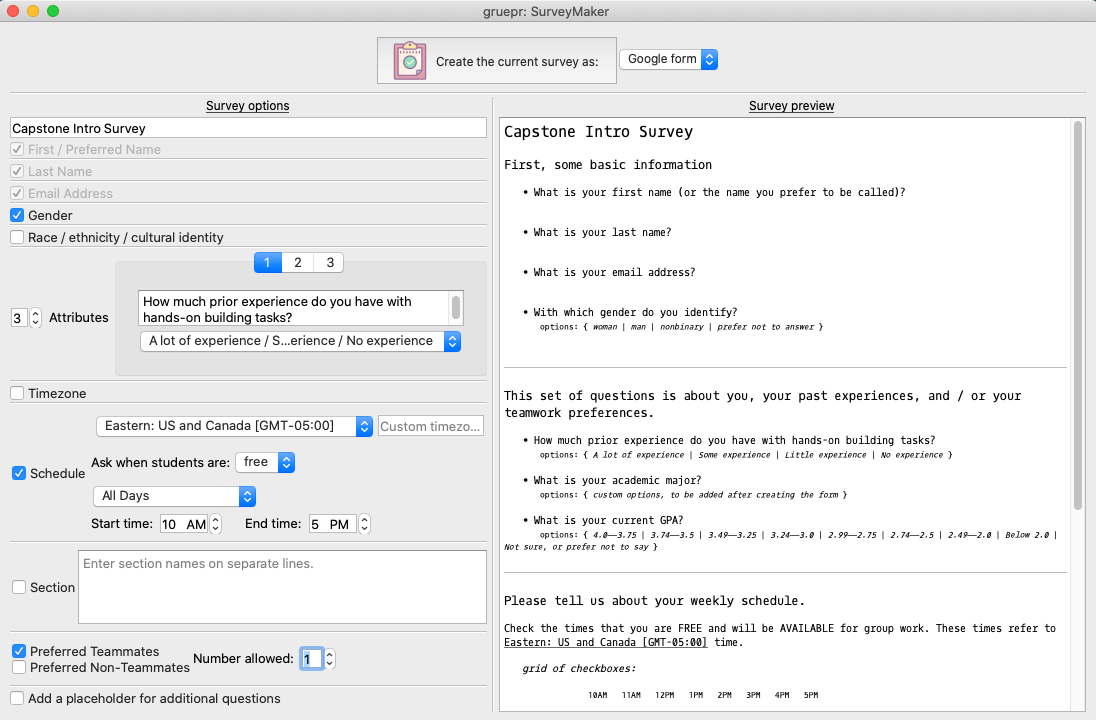 gruepr: SurveyMaker
Create the current survey as:
Google form
Survey options
Capstone Intro Survey
First / Preferred Name
Last Name
Email Address
Gender
Race / ethnicity / cultural identity
1 2 3
3 Attributes
How much prior experience do you have with
hands-on building tasks?
A lot of experience / S...erience / No experience
Timezone
Eastern: US and Canada [GMT-05:00]
Custom timezo...
Schedule
Ask when students are: free
All Days
Start time: 10 AM End time: 5 PM
Section
Enter section names on separate lines.
Preferred Teammates
Preferred Non-Teammates
Number allowed: 1
Add a placeholder for additional questions
Survey preview
Capstone Intro Survey
First, some basic information
• What is your first name (or the name you prefer to be called)?
• What is your last name?
• What is your email address?
• With which gender do you identify?
options: { woman | man | nonbinary | prefer not to answer }
This set of questions is about you, your past experiences, and / or your
teamwork preferences.
• How much prior experience do you have with hands-on building tasks?
options: { A lot of experience | Some experience | Little experience | No experience }
• What is your academic major?
options: { custom options, to be added after creating the form }
• What is your current GPA?
options: { 4.0—3.75 | 3.74—3.5 | 3.49—3.25 | 3.24—3.0 | 2.99—2.75 | 2.74—2.5 | 2.49—2.0 | Below 2.0 |
Not sure, or prefer not to say }
Please tell us about your weekly schedule.
Check the times that you are FREE and will be AVAILABLE for group work. These times refer to
Eastern: US and Canada [GMT-05:00] time.
grid of checkboxes:
10AM 11AM 12PM 1PM 2PM 3PM 4PM 5PM